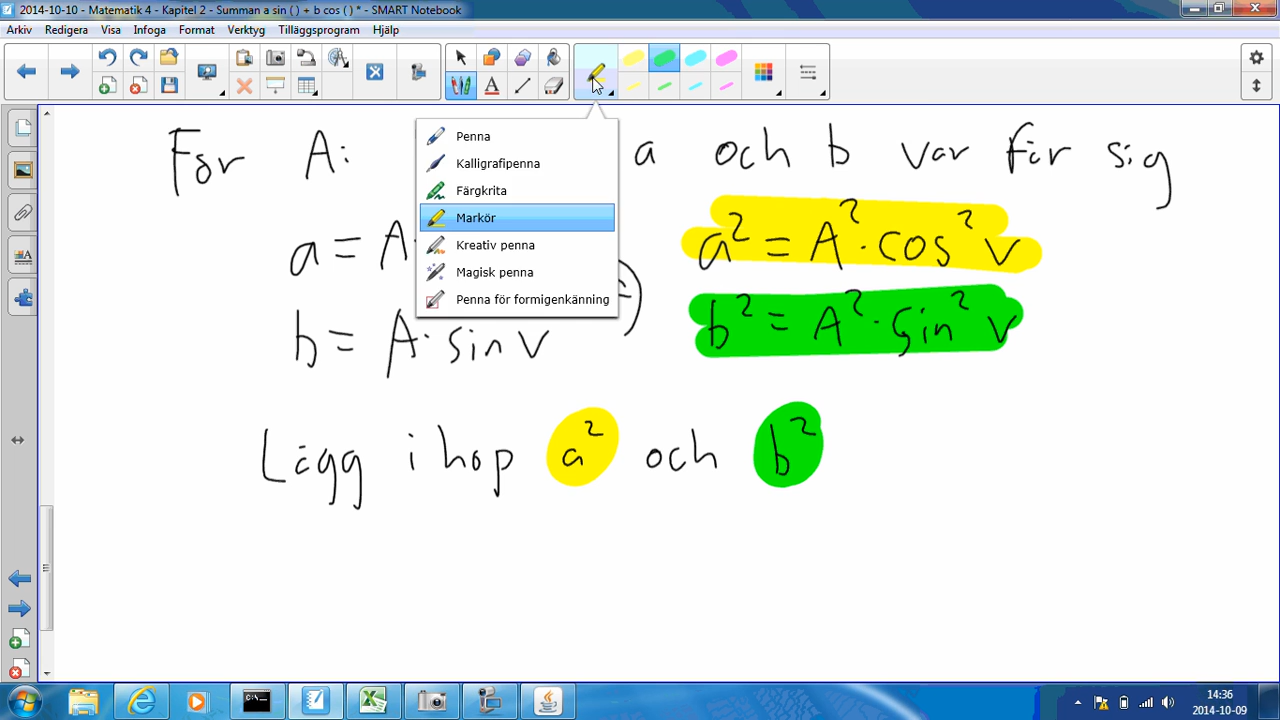 2014-10-10 - Matematik 4 - Kapitel 2 - Summan a sin ( ) + b cos ( ) * - SMART Notebook
Arkiv Redigera Visa Infoga Format Verktyg Tilläggsprogram Hjälp
Penna
Kalligrafipenna
Färgkrita
Markör
Kreativ penna
Magisk penna
Penna för formigenkänning
För A: a och b var för sig
a = A· a² = A²·cos² v
b = A·sin v b² = A²·sin² v
Lägg ihop a² och b²
14:36
2014-10-09